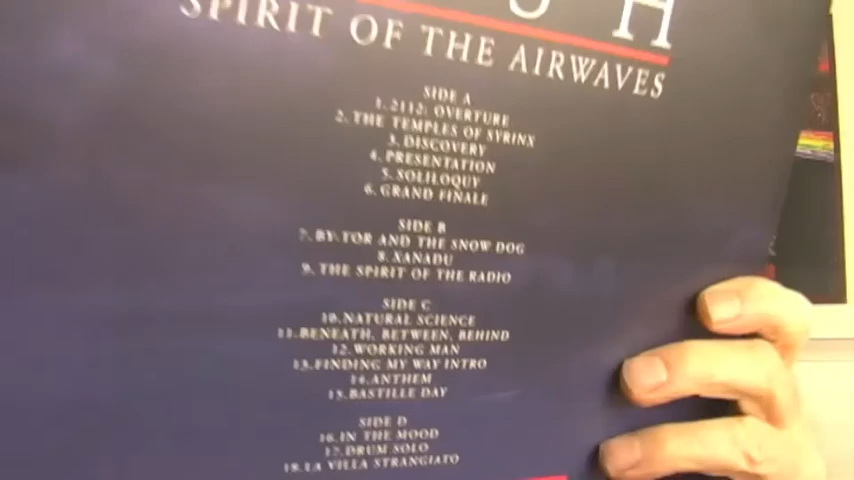 SH
SPIRIT OF THE AIRWAVES
SIDE A
1. 2112: OVERTURE
2. THE TEMPLES OF SYRINX
3. DISCOVERY
4. PRESENTATION
5. SOLILOQUY
6. GRAND FINALE
SIDE B
7. BY-TOR AND THE SNOW DOG
8. XANADU
9. THE SPIRIT OF THE RADIO
SIDE C
10. NATURAL SCIENCE
11. BENEATH, BETWEEN, BEHIND
12. WORKING MAN
13. FINDING MY WAY INTRO
14. ANTHEM
15. BASTILLE DAY
SIDE D
16. IN THE MOOD
17. DRUM SOLO
18. LA VILLA STRANGIATO